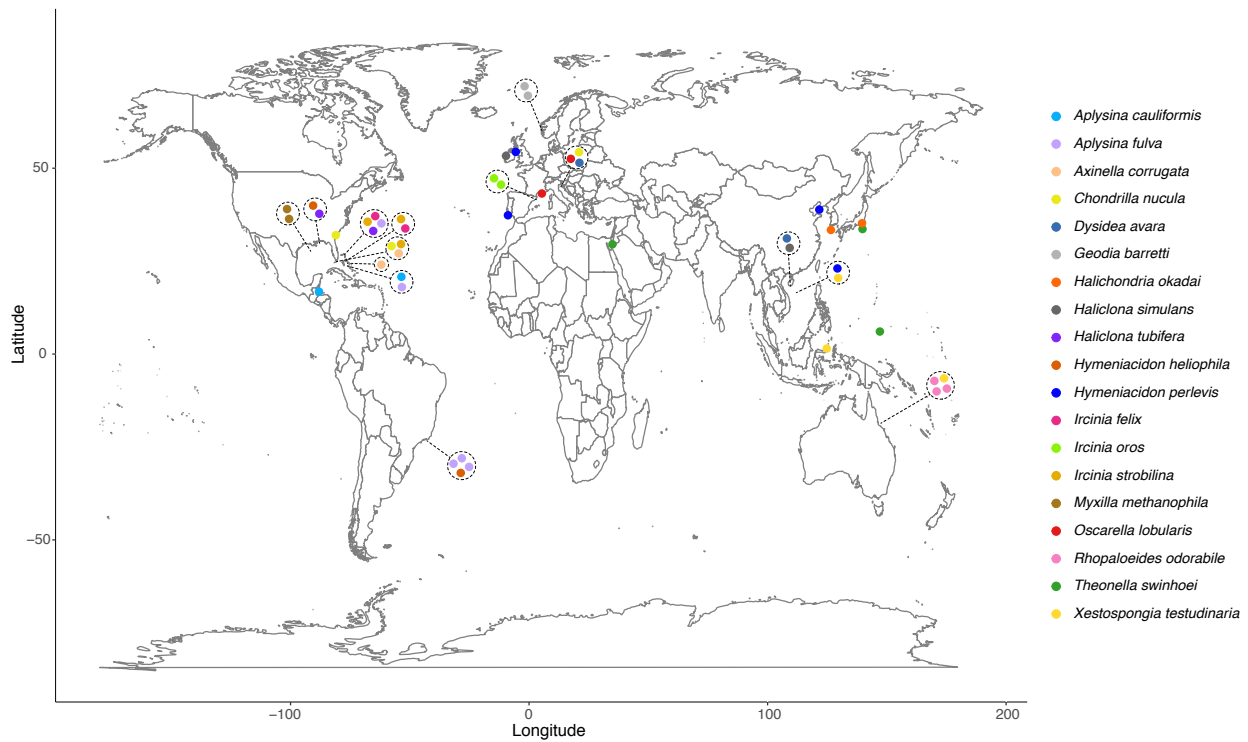 Latitude
50
0
−50
−100
0
100
200
Longitude
Aplysina cauliformis
Aplysina fulva
Axinella corrugata
Chondrilla nucula
Dysidea avara
Geodia barretti
Halichondria okadai
Haliclona simulans
Haliclona tubifera
Hymeniacidon heliophila
Hymeniacidon perlevis
Ircinia felix
Ircinia oros
Ircinia strobilina
Myxilla methanophila
Oscarella lobularis
Rhopaloeides odorabile
Theonella swinhoei
Xestospongia testudinaria